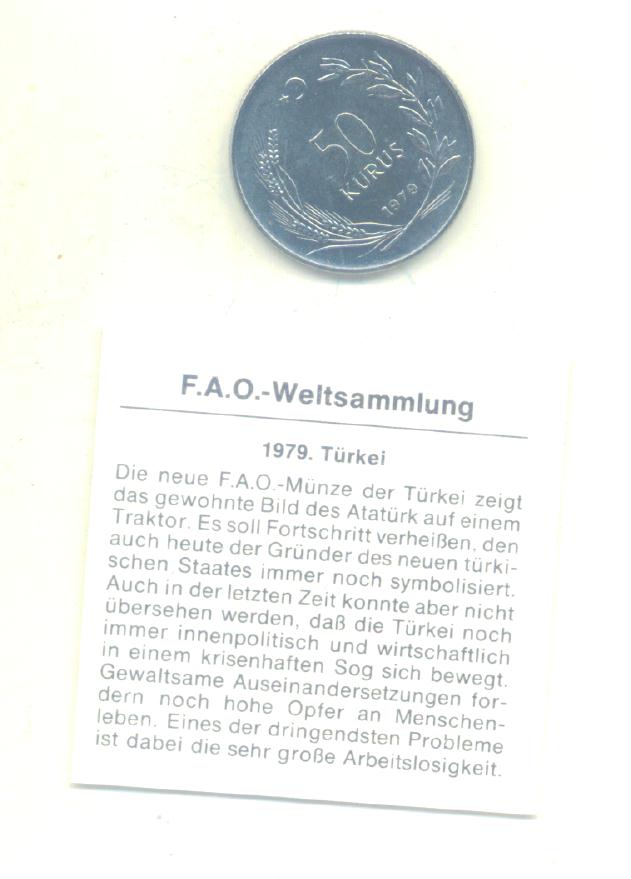 50
KURUŞ
1979
F.A.O.-Weltsammlung
1979. Türkei
Die neue F.A.O.-Münze der Türkei zeigt
das gewohnte Bild des Atatürk auf einem
Traktor. Es soll Fortschritt verheißen, den
auch heute der Gründer des neuen türki-
schen Staates immer noch symbolisiert.
Auch in der letzten Zeit konnte aber nicht
übersehen werden, daß die Türkei noch
immer innenpolitisch und wirtschaftlich
in einem krisenhaften Sog sich bewegt.
Gewaltsame Auseinandersetzungen for-
dern noch hohe Opfer an Menschen-
leben. Eines der dringendsten Probleme
ist dabei die sehr große Arbeitslosigkeit.